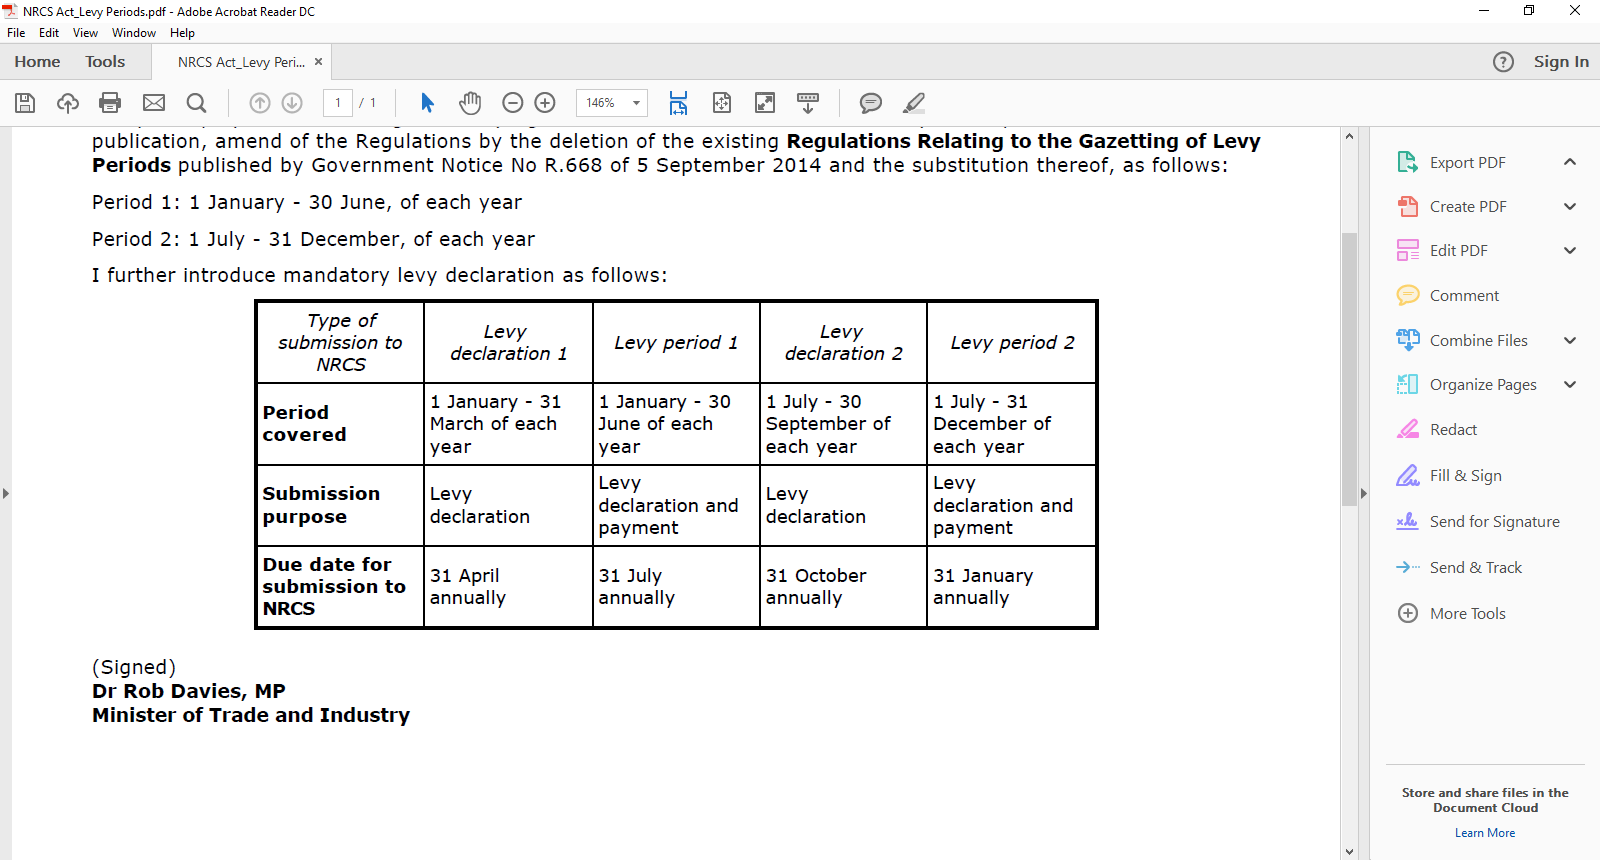 NRCS Act_Levy Periods.pdf - Adobe Acrobat Reader DC
File Edit View Window Help
Home Tools NRCS Act_Levy Peri... × ? Sign In
1 / 1 146%
publication, amend of the Regulations by the deletion of the existing Regulations Relating to the Gazetting of Levy
Periods published by Government Notice No R.668 of 5 September 2014 and the substitution thereof, as follows:
Period 1: 1 January - 30 June, of each year
Period 2: 1 July - 31 December, of each year
I further introduce mandatory levy declaration as follows:
Type of
submission to
NRCS
Levy
declaration 1
Levy period 1
Levy
declaration 2
Levy period 2
Period
covered
1 January - 31
March of each
year
1 January - 30
June of each
year
1 July - 30
September of
each year
1 July - 31
December of
each year
Submission
purpose
Levy
declaration
Levy
declaration and
payment
Levy
declaration
Levy
declaration and
payment
Due date for
submission to
NRCS
31 April
annually
31 July
annually
31 October
annually
31 January
annually
(Signed)
Dr Rob Davies, MP
Minister of Trade and Industry
Export PDF
Create PDF
Edit PDF
Comment
Combine Files
Organize Pages
Redact
Fill & Sign
Send for Signature
Send & Track
More Tools
Store and share files in the
Document Cloud
Learn More